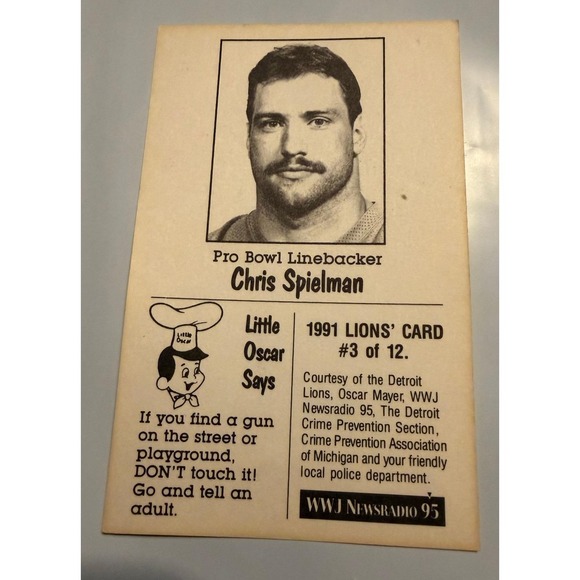 Pro Bowl Linebacker
Chris Spielman
Little
Oscar
Little
Oscar
Says
If you find a gun
on the street or
playground,
DON'T touch it!
Go and tell an
adult.
1991 LIONS' CARD
#3 of 12.
Courtesy of the Detroit
Lions, Oscar Mayer, WWJ
Newsradio 95, The Detroit
Crime Prevention Section,
Crime Prevention Association
of Michigan and your friendly
local police department.
WWJ NEWSRADIO 95